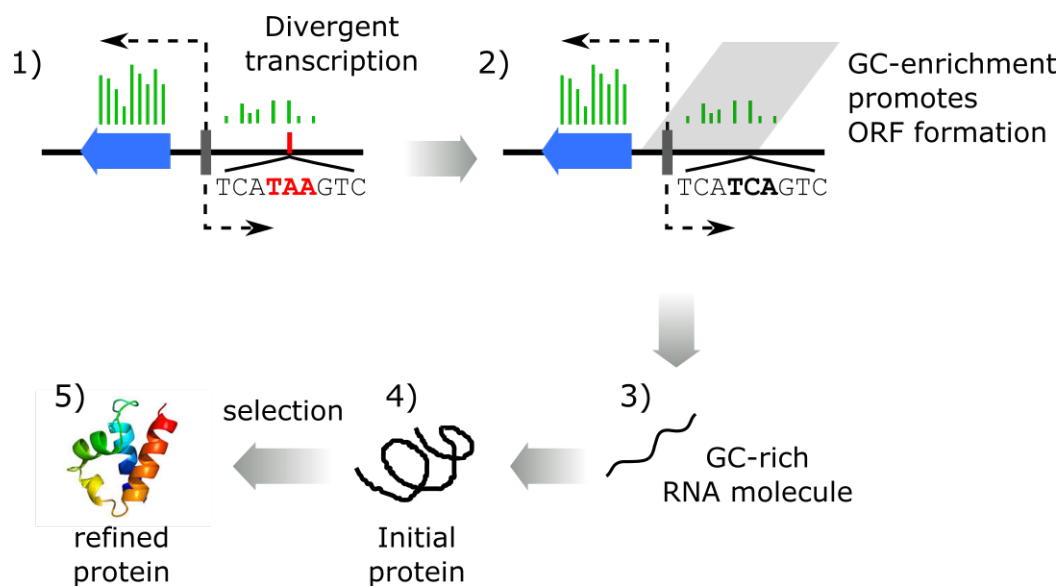 1)
Divergent
transcription
TCATAAGTC
2)
GC-enrichment
promotes
ORF formation
TCATCAGTC
3)
GC-rich
RNA molecule
4)
Initial
protein
selection
5)
refined
protein